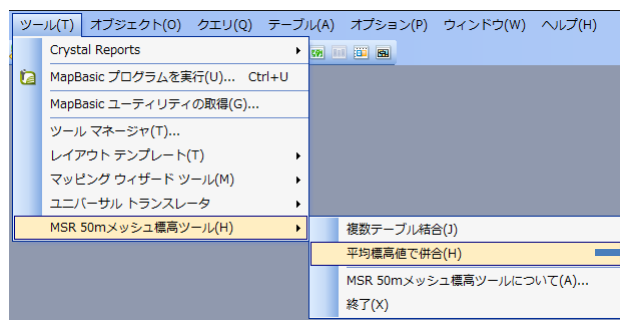 ツール(T) オブジェクト(O) クエリ(Q) テーブル(A) オプション(P) ウィンドウ(W) ヘルプ(H)
Crystal Reports
MapBasic プログラムを実行(U)... Ctrl+U
MapBasic ユーティリティの取得(G)...
ツール マネージャ(T)...
レイアウト テンプレート(T)
マッピング ウィザード ツール(M)
ユニバーサル トランスレータ
MSR 50mメッシュ標高ツール(H)
複数テーブル結合(J)
平均標高値で併合(H)
MSR 50mメッシュ標高ツールについて(A)...
終了(X)